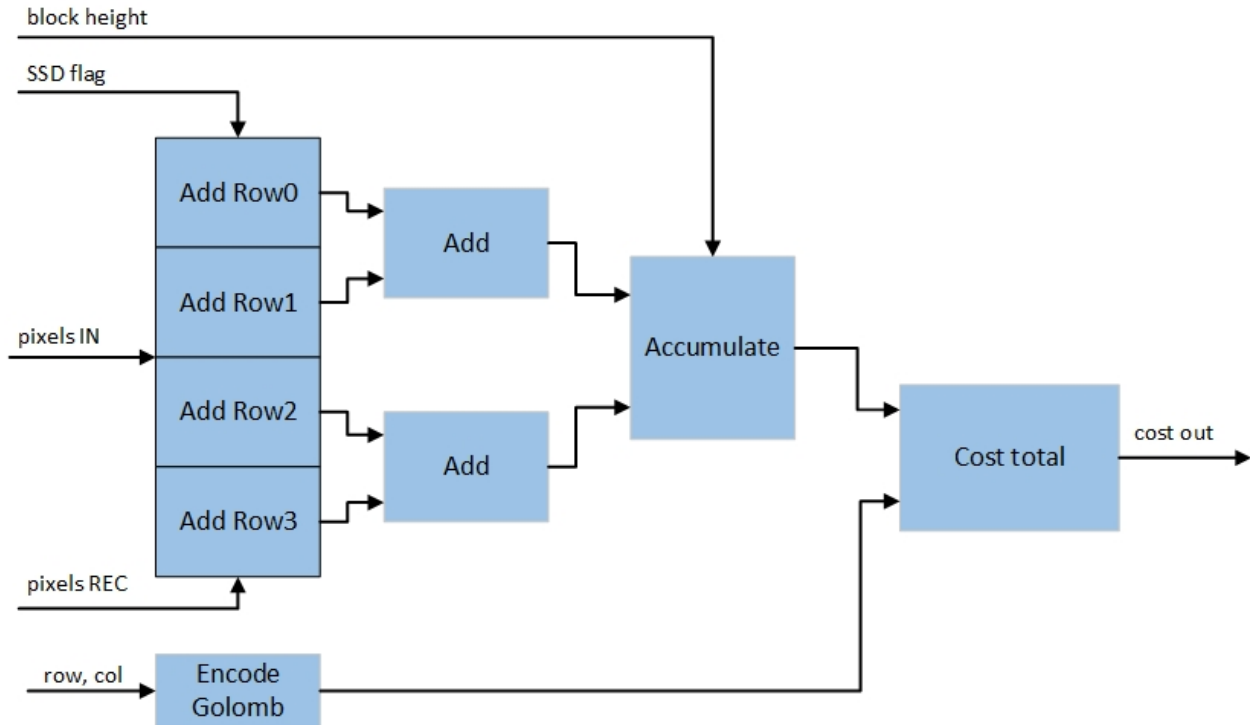 block height
SSD flag
Add Row0
Add
Add Row1
Accumulate
pixels IN
Add Row2
cost out
Add
Cost total
Add Row3
pixels REC
row, col
Encode
Golomb